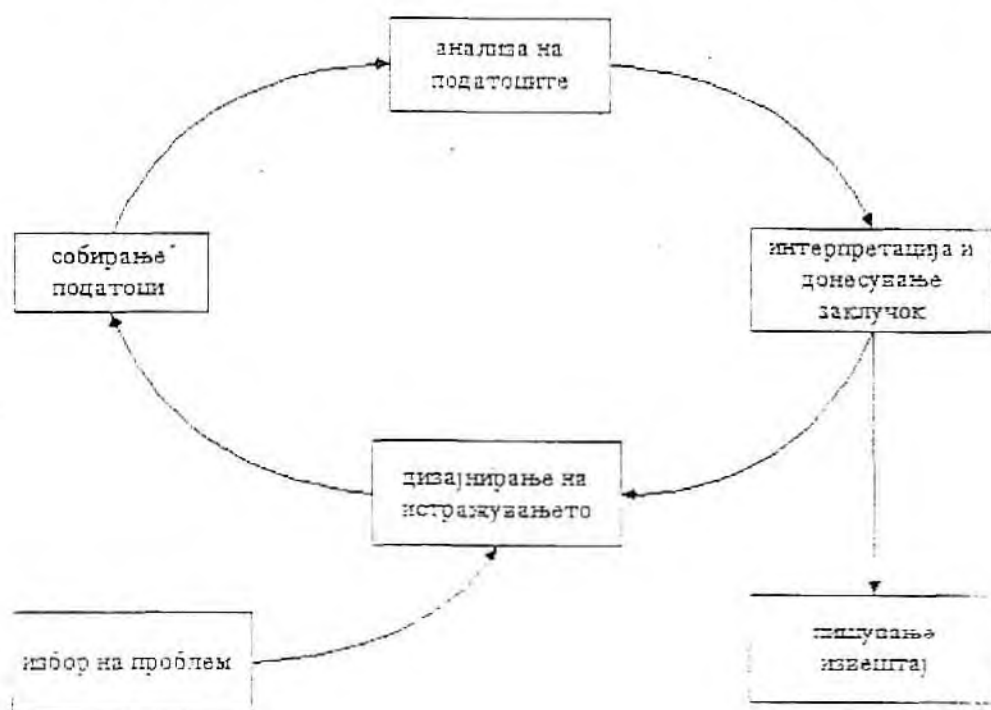 анализа на
податоците
собирање
податоци
интерпретација и
донесување
заклучок
дизајнирање на
истражувањето
избор на проблем
пишување
извештај